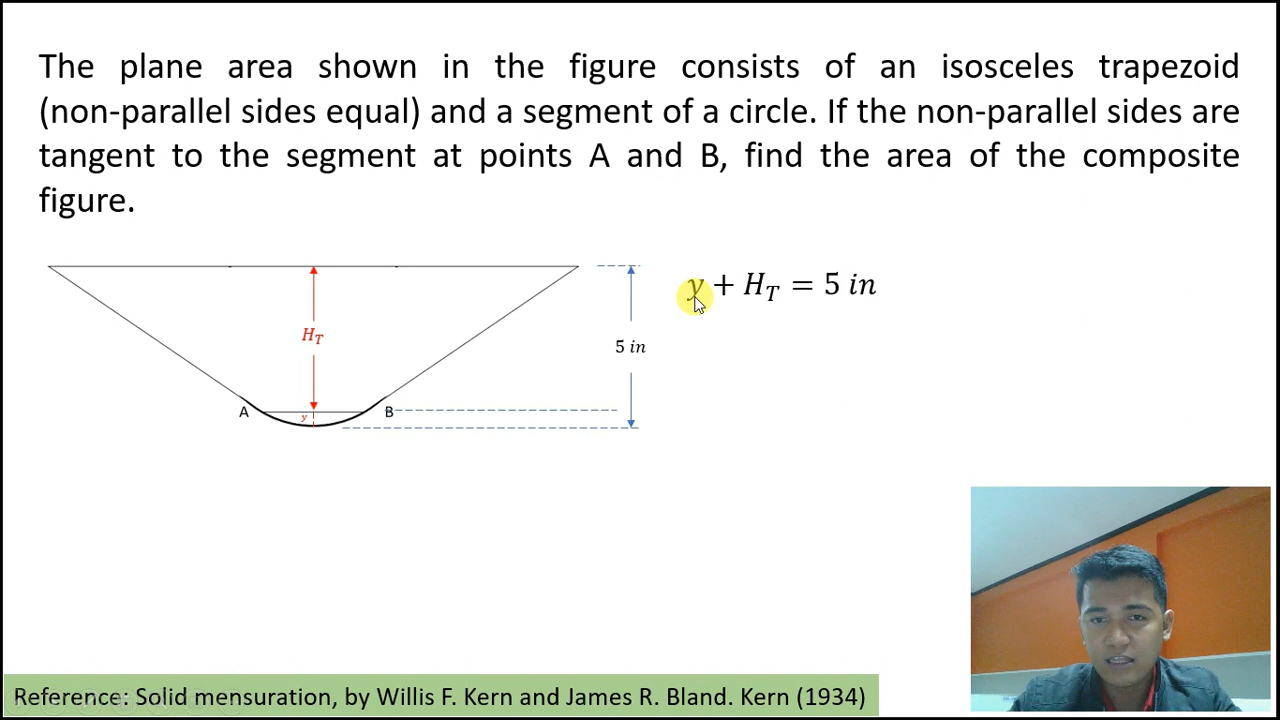 The plane area shown in the figure consists of an isosceles trapezoid
(non-parallel sides equal) and a segment of a circle. If the non-parallel sides are
tangent to the segment at points A and B, find the area of the composite
figure.
y + H_T = 5 in
H_T
5 in
A
y
B
Reference: Solid mensuration, by Willis F. Kern and James R. Bland. Kern (1934)